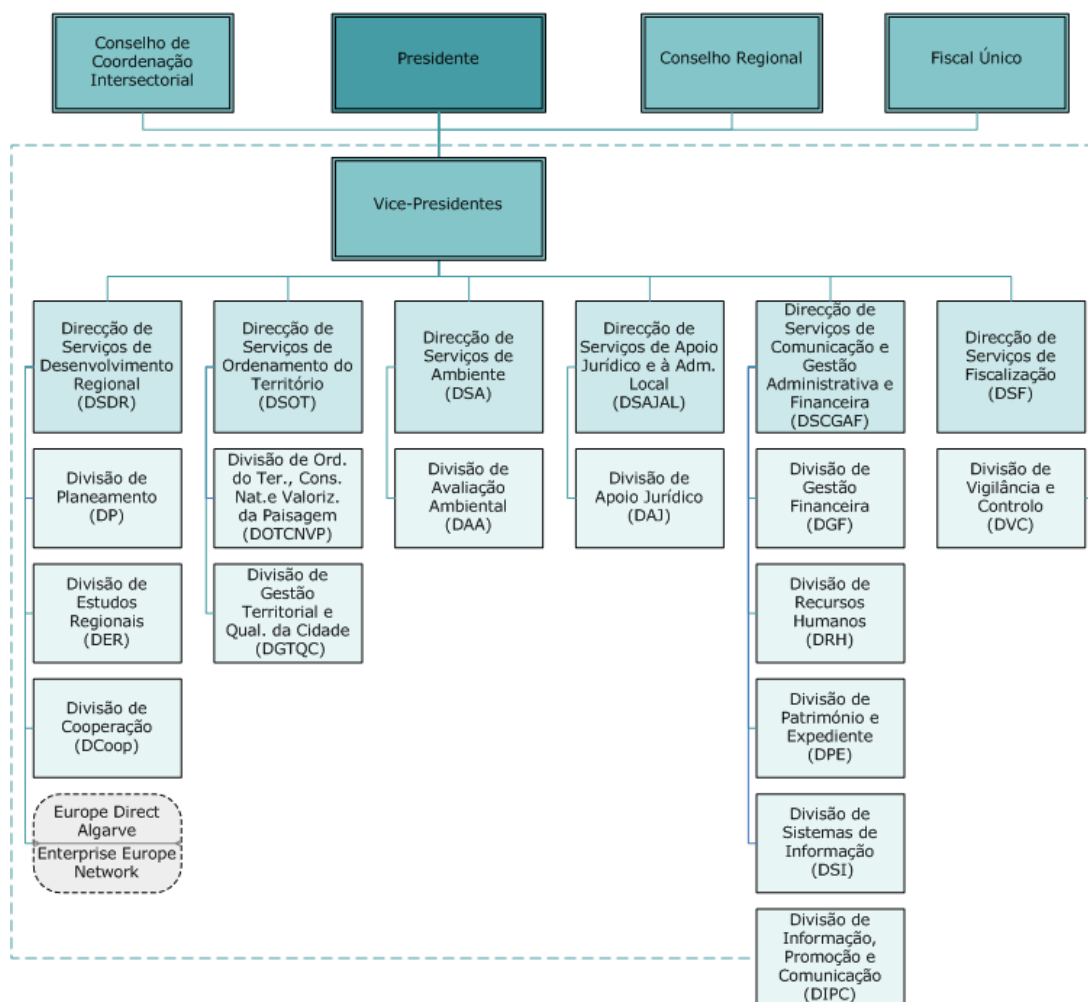 Conselho de
Coordenação
Intersectorial
Presidente
Conselho Regional
Fiscal Único
Vice-Presidentes
Direcção de
Serviços de
Desenvolvimento
Regional
(DSDR)
Direcção de
Serviços de
Ordenamento do
Território
(DSOT)
Direcção de
Serviços de
Ambiente
(DSA)
Direcção de
Serviços de Apoio
Jurídico e à Adm.
Local
(DSAJAL)
Direcção de
Serviços de
Comunicação e
Gestão
Administrativa e
Financeira
(DSCGAF)
Direcção de
Serviços de
Fiscalização
(DSF)
Divisão de
Planeamento
(DP)
Divisão de Ord.
do Ter., Cons.
Nat.e Valoriz.
da Paisagem
(DOTCNVP)
Divisão de
Avaliação
Ambiental
(DAA)
Divisão de
Apoio Jurídico
(DAJ)
Divisão de
Gestão
Financeira
(DGF)
Divisão de
Vigilância e
Controlo
(DVC)
Divisão de
Estudos
Regionais
(DER)
Divisão de
Gestão
Territorial e
Qual. da Cidade
(DGTQC)
Divisão de
Recursos
Humanos
(DRH)
Divisão de
Cooperação
(DCoop)
Divisão de
Património e
Expediente
(DPE)
Europe Direct
Algarve
Enterprise Europe
Network
Divisão de
Sistemas de
Informação
(DSI)
Divisão de
Informação,
Promoção e
Comunicação
(DIPC)